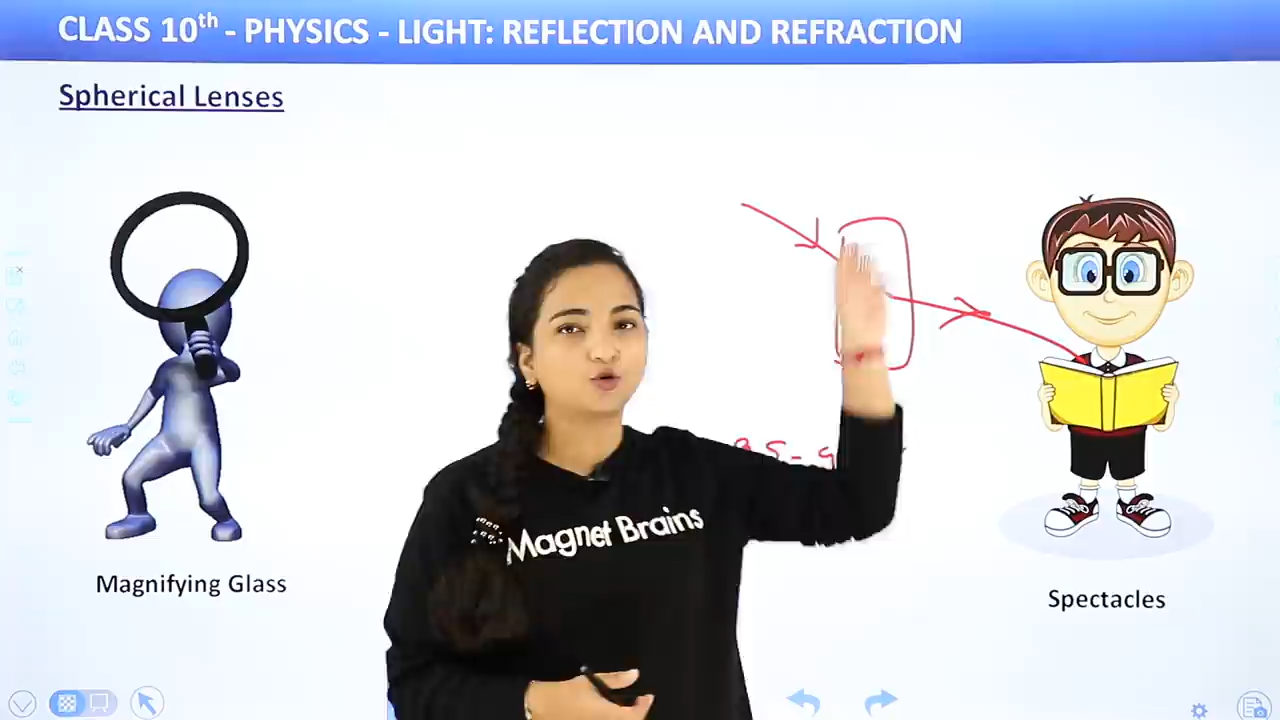 CLASS 10th - PHYSICS - LIGHT: REFLECTION AND REFRACTION
Spherical Lenses
Magnet Brains
Magnifying Glass
Spectacles